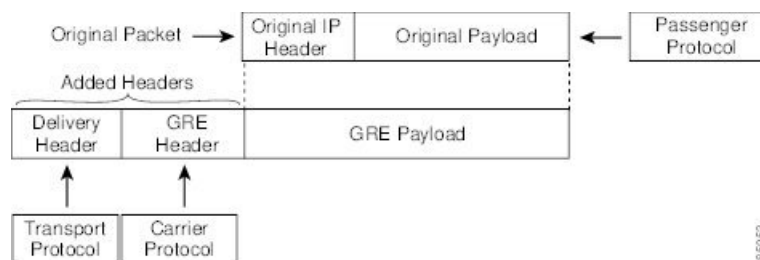 Original Packet
Original IP
Header
Original Payload
Passenger
Protocol
Added Headers
Delivery
Header
GRE
Header
GRE Payload
Transport
Protocol
Carrier
Protocol